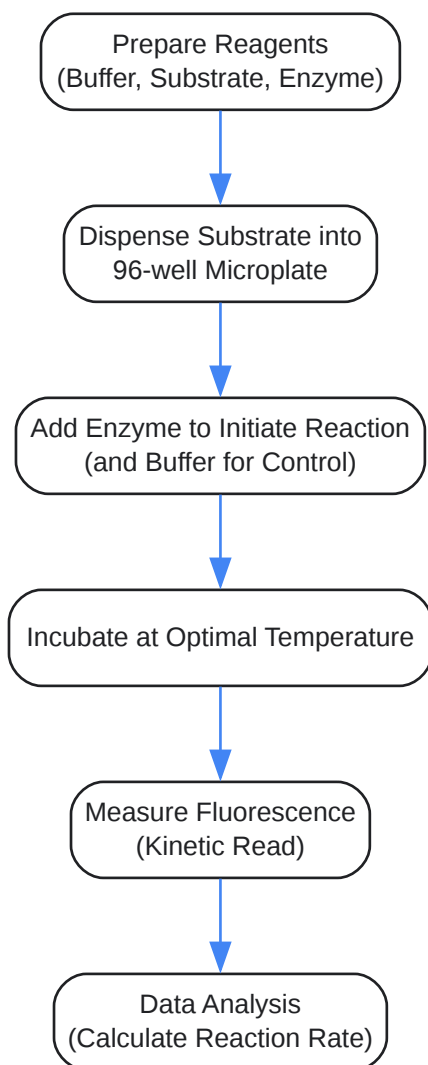 Prepare Reagents
(Buffer, Substrate, Enzyme)
Dispense Substrate into
96-well Microplate
Add Enzyme to Initiate Reaction
(and Buffer for Control)
Incubate at Optimal Temperature
Measure Fluorescence
(Kinetic Read)
Data Analysis
(Calculate Reaction Rate)